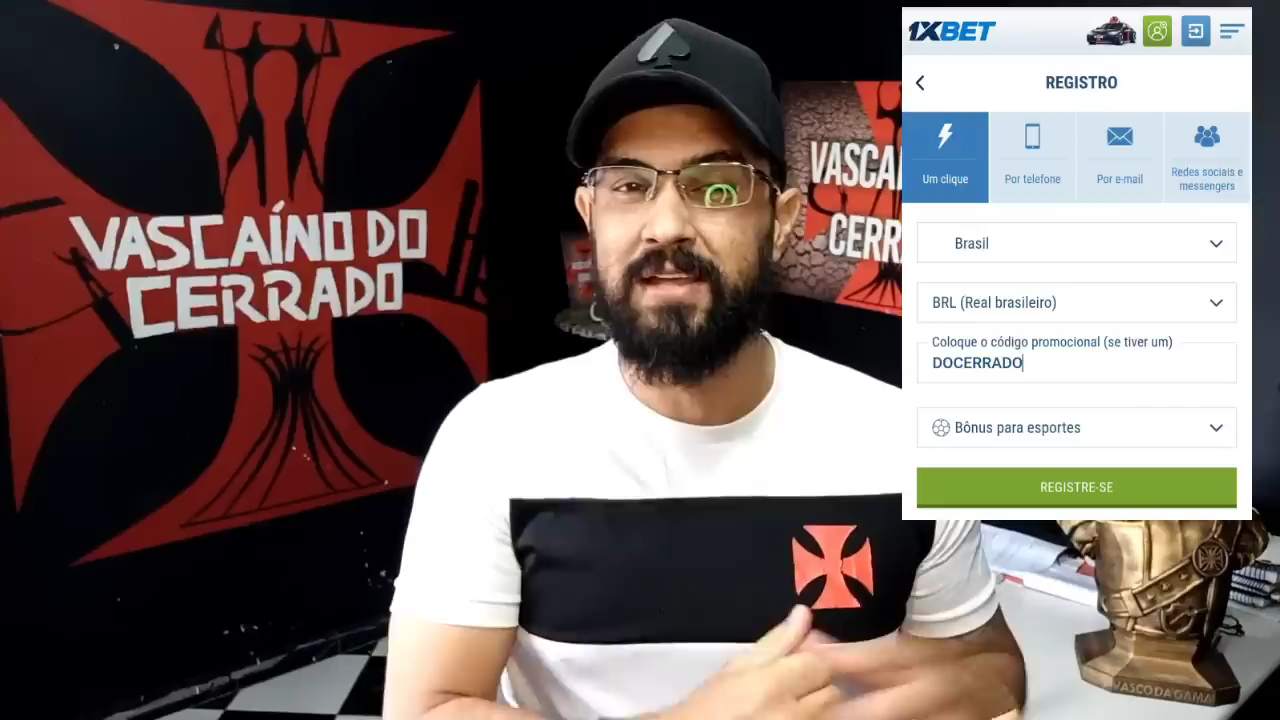 VASCAÍNO DO
CERRADO
VASCAÍ
CERR
VASCO DA GAMA
1XBET
REGISTRO
Um clique
Por telefone
Por e-mail
Redes sociais e
messengers
Brasil
BRL (Real brasileiro)
Coloque o código promocional (se tiver um)
DOCERRADO
Bônus para esportes
REGISTRE-SE